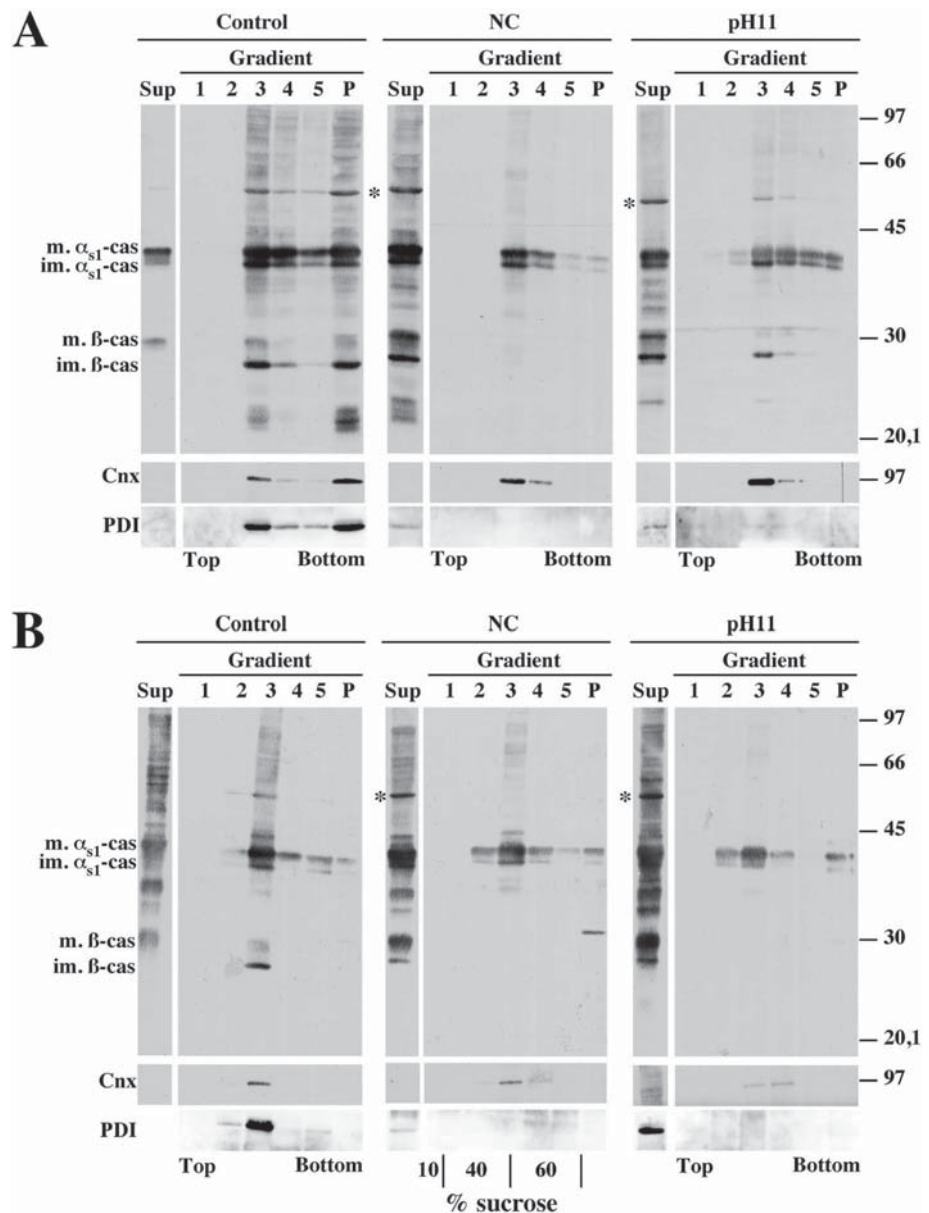 A
Control NC pH11
Gradient Gradient Gradient
Sup 1 2 3 4 5 P Sup 1 2 3 4 5 P Sup 1 2 3 4 5 P
97
66
*
*
45
m. αs1-cas
im. αs1-cas
m. ß-cas
30
im. ß-cas
20,1
Cnx
97
PDI
Top Bottom Top Bottom Top Bottom
B
Control NC pH11
Gradient Gradient Gradient
Sup 1 2 3 4 5 P Sup 1 2 3 4 5 P Sup 1 2 3 4 5 P
97
66
* *
45
m. αs1-cas
im. αs1-cas
m. ß-cas
30
im. ß-cas
20,1
Cnx
97
PDI
Top Bottom 10 40 60 Top Bottom
% sucrose